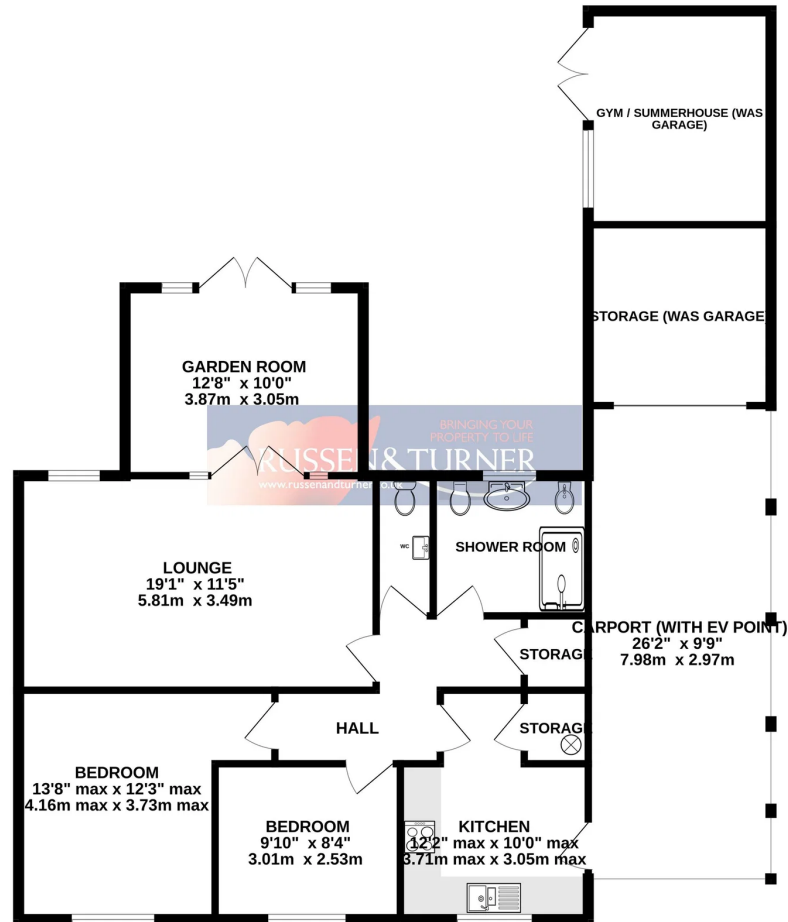 GYM / SUMMERHOUSE (WAS
GARAGE)
STORAGE (WAS GARAGE)
GARDEN ROOM
12'8" x 10'0"
3.87m x 3.05m
BRINGING YOUR
PROPERTY TO LIFE
RUSSEN & TURNER
www.russenandturner.co.uk
WC
SHOWER ROOM
LOUNGE
19'1" x 11'5"
5.81m x 3.49m
CARPORT (WITH EV POINT)
26'2" x 9'9"
7.98m x 2.97m
STORAGE
STORAGE
HALL
BEDROOM
13'8" max x 12'3" max
4.16m max x 3.73m max
BEDROOM
9'10" x 8'4"
3.01m x 2.53m
KITCHEN
12'2" max x 10'0" max
3.71m max x 3.05m max